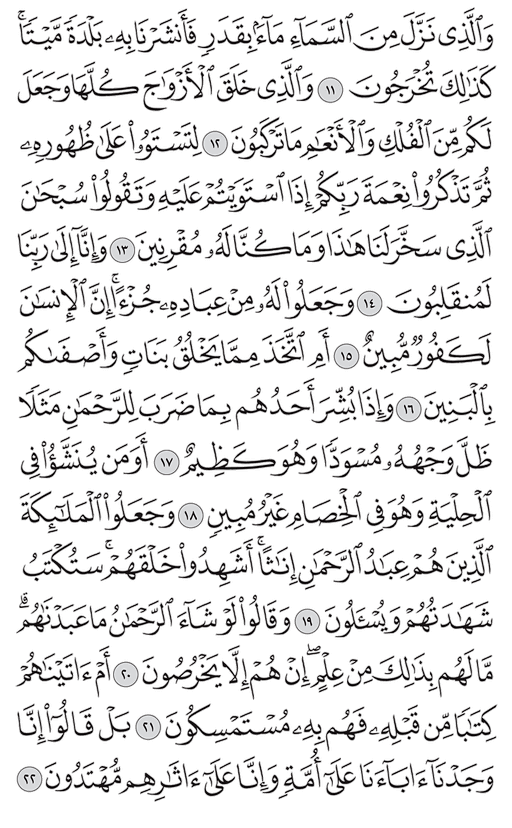 وَٱلَّذِى نَزَّلَ مِنَ ٱلسَّمَآءِ مَآءًۢ بِقَدَرٍ فَأَنشَرْنَا بِهِۦ بَلْدَةً مَّيْتًا ۚ
كَذَٰلِكَ تُخْرَجُونَ ١١ وَٱلَّذِى خَلَقَ ٱلْأَزْوَٰجَ كُلَّهَا وَجَعَلَ
لَكُم مِّنَ ٱلْفُلْكِ وَٱلْأَنْعَٰمِ مَا تَرْكَبُونَ ١٢ لِتَسْتَوُۥا۟ عَلَىٰ ظُهُورِهِۦ
ثُمَّ تَذْكُرُوا۟ نِعْمَةَ رَبِّكُمْ إِذَا ٱسْتَوَيْتُمْ عَلَيْهِ وَتَقُولُوا۟ سُبْحَٰنَ
ٱلَّذِى سَخَّرَ لَنَا هَٰذَا وَمَا كُنَّا لَهُۥ مُقْرِنِينَ ١٣ وَإِنَّآ إِلَىٰ رَبِّنَا
لَمُنقَلِبُونَ ١٤ وَجَعَلُوا۟ لَهُۥ مِنْ عِبَادِهِۦ جُزْءًا ۚ إِنَّ ٱلْإِنسَٰنَ
لَكَفُورٌ مُّبِينٌ ١٥ أَمِ ٱتَّخَذَ مِمَّا يَخْلُقُ بَنَاتٍ وَأَصْفَىٰكُم
بِٱلْبَنِينَ ١٦ وَإِذَا بُشِّرَ أَحَدُهُم بِمَا ضَرَبَ لِلرَّحْمَٰنِ مَثَلًا
ظَلَّ وَجْهُهُۥ مُسْوَدًّا وَهُوَ كَظِيمٌ ١٧ أَوَمَن يُنَشَّؤُا۟ فِى
ٱلْحِلْيَةِ وَهُوَ فِى ٱلْخِصَامِ غَيْرُ مُبِينٍ ١٨ وَجَعَلُوا۟ ٱلْمَلَٰٓئِكَةَ
ٱلَّذِينَ هُمْ عِبَٰدُ ٱلرَّحْمَٰنِ إِنَٰثًا ۚ أَشَهِدُوا۟ خَلْقَهُمْ ۚ سَتُكْتَبُ
شَهَٰدَتُهُمْ وَيُسْـَٔلُونَ ١٩ وَقَالُوا۟ لَوْ شَآءَ ٱلرَّحْمَٰنُ مَا عَبَدْنَٰهُم ۗ
مَّا لَهُم بِذَٰلِكَ مِنْ عِلْمٍ ۖ إِنْ هُمْ إِلَّا يَخْرُصُونَ ٢٠ أَمْ ءَاتَيْنَٰهُمْ
كِتَٰبًا مِّن قَبْلِهِۦ فَهُم بِهِۦ مُسْتَمْسِكُونَ ٢١ بَلْ قَالُوٓا۟ إِنَّا
وَجَدْنَآ ءَابَآءَنَا عَلَىٰٓ أُمَّةٍ وَإِنَّا عَلَىٰٓ ءَاثَٰرِهِم مُّهْتَدُونَ ٢٢